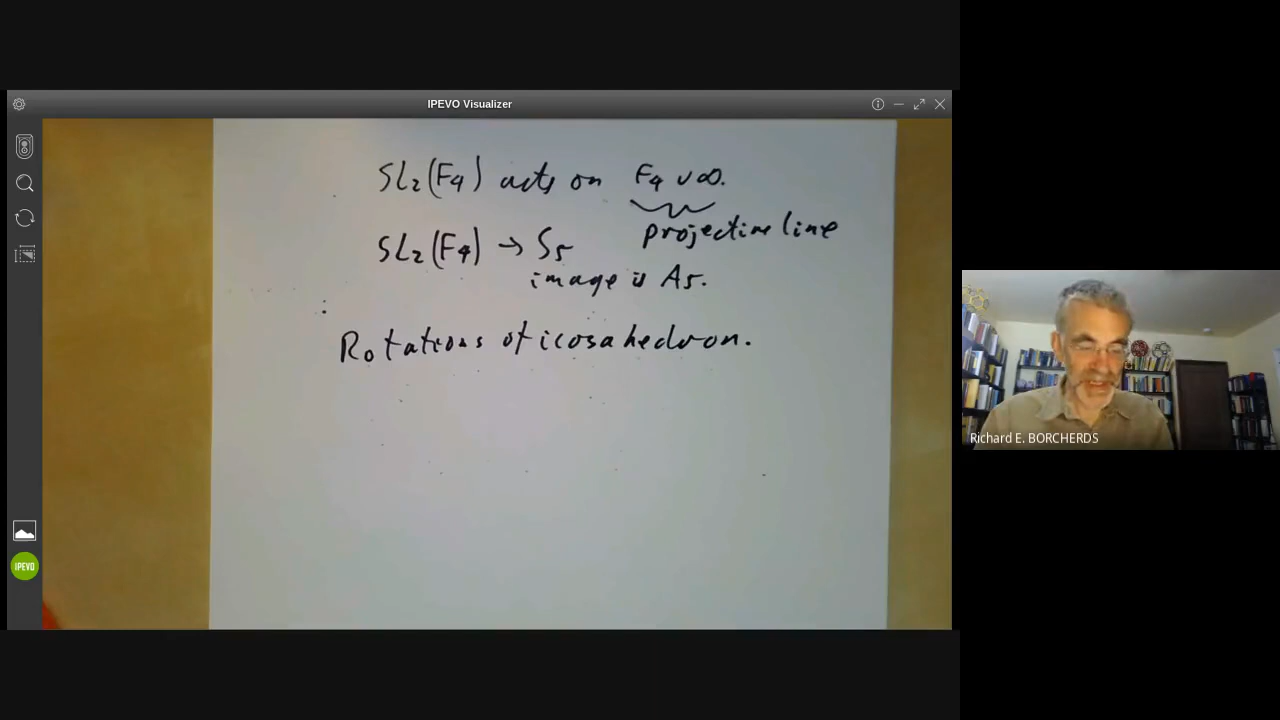 IPEVO Visualizer
SL₂(F₄) acts on F₄ ∪ ∞.
projective line
SL₂(F₄) → S₅
image is A₅.
Rotations of icosahedron.
Richard E. BORCHERDS
IPEVO